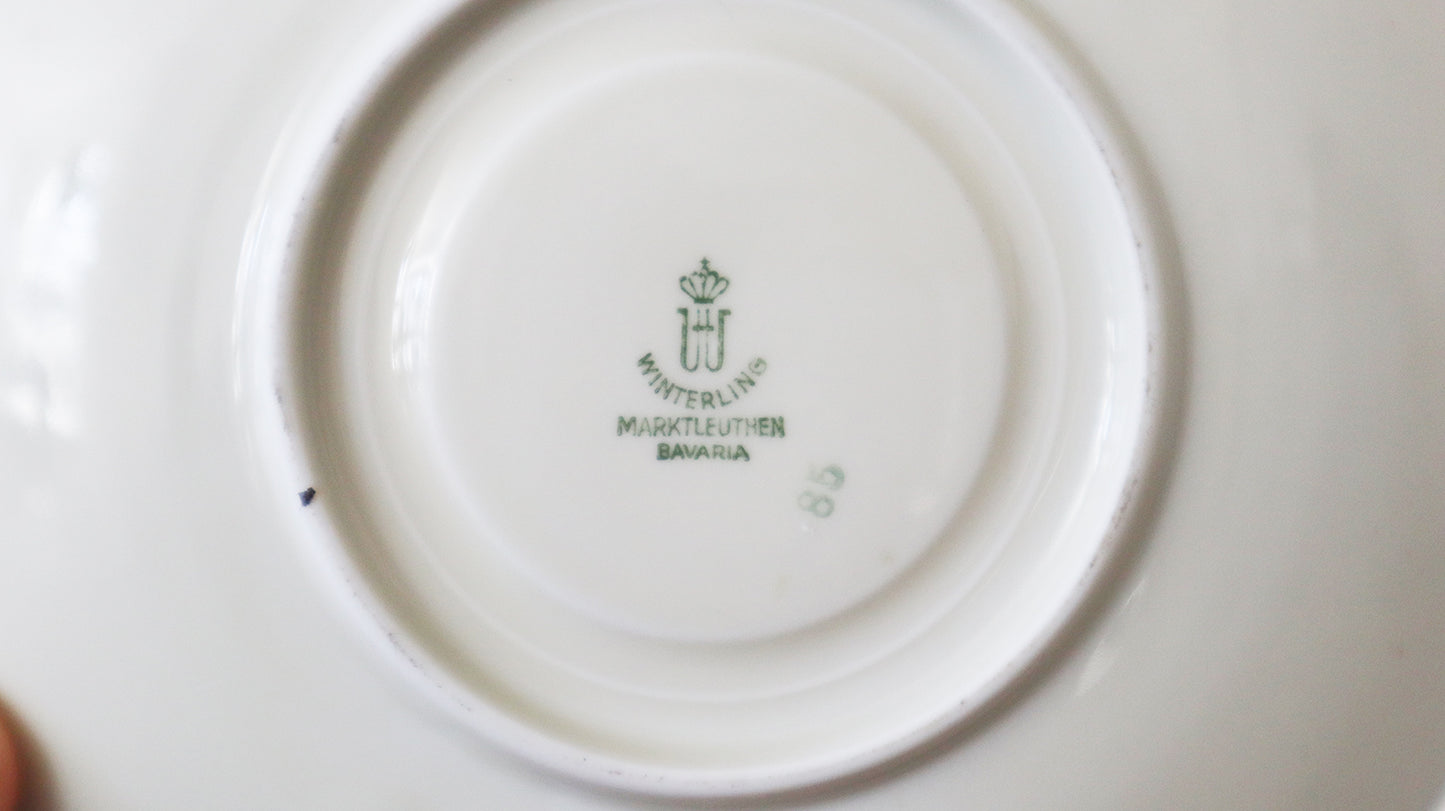 WINTERLING
MARKTLEUTHEN
BAVARIA
85